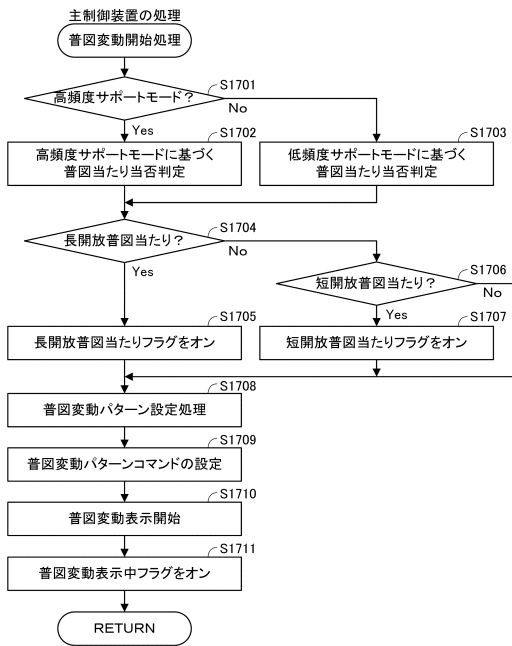 主制御装置の処理
普図変動開始処理
S1701
高頻度サポートモード？
No
Yes
S1702
高頻度サポートモードに基づく
普図当たり当否判定
S1703
低頻度サポートモードに基づく
普図当たり当否判定
S1704
長開放普図当たり？
No
Yes
S1706
短開放普図当たり？
No
Yes
S1705
長開放普図当たりフラグをオン
S1707
短開放普図当たりフラグをオン
S1708
普図変動パターン設定処理
S1709
普図変動パターンコマンドの設定
S1710
普図変動表示開始
S1711
普図変動表示中フラグをオン
RETURN